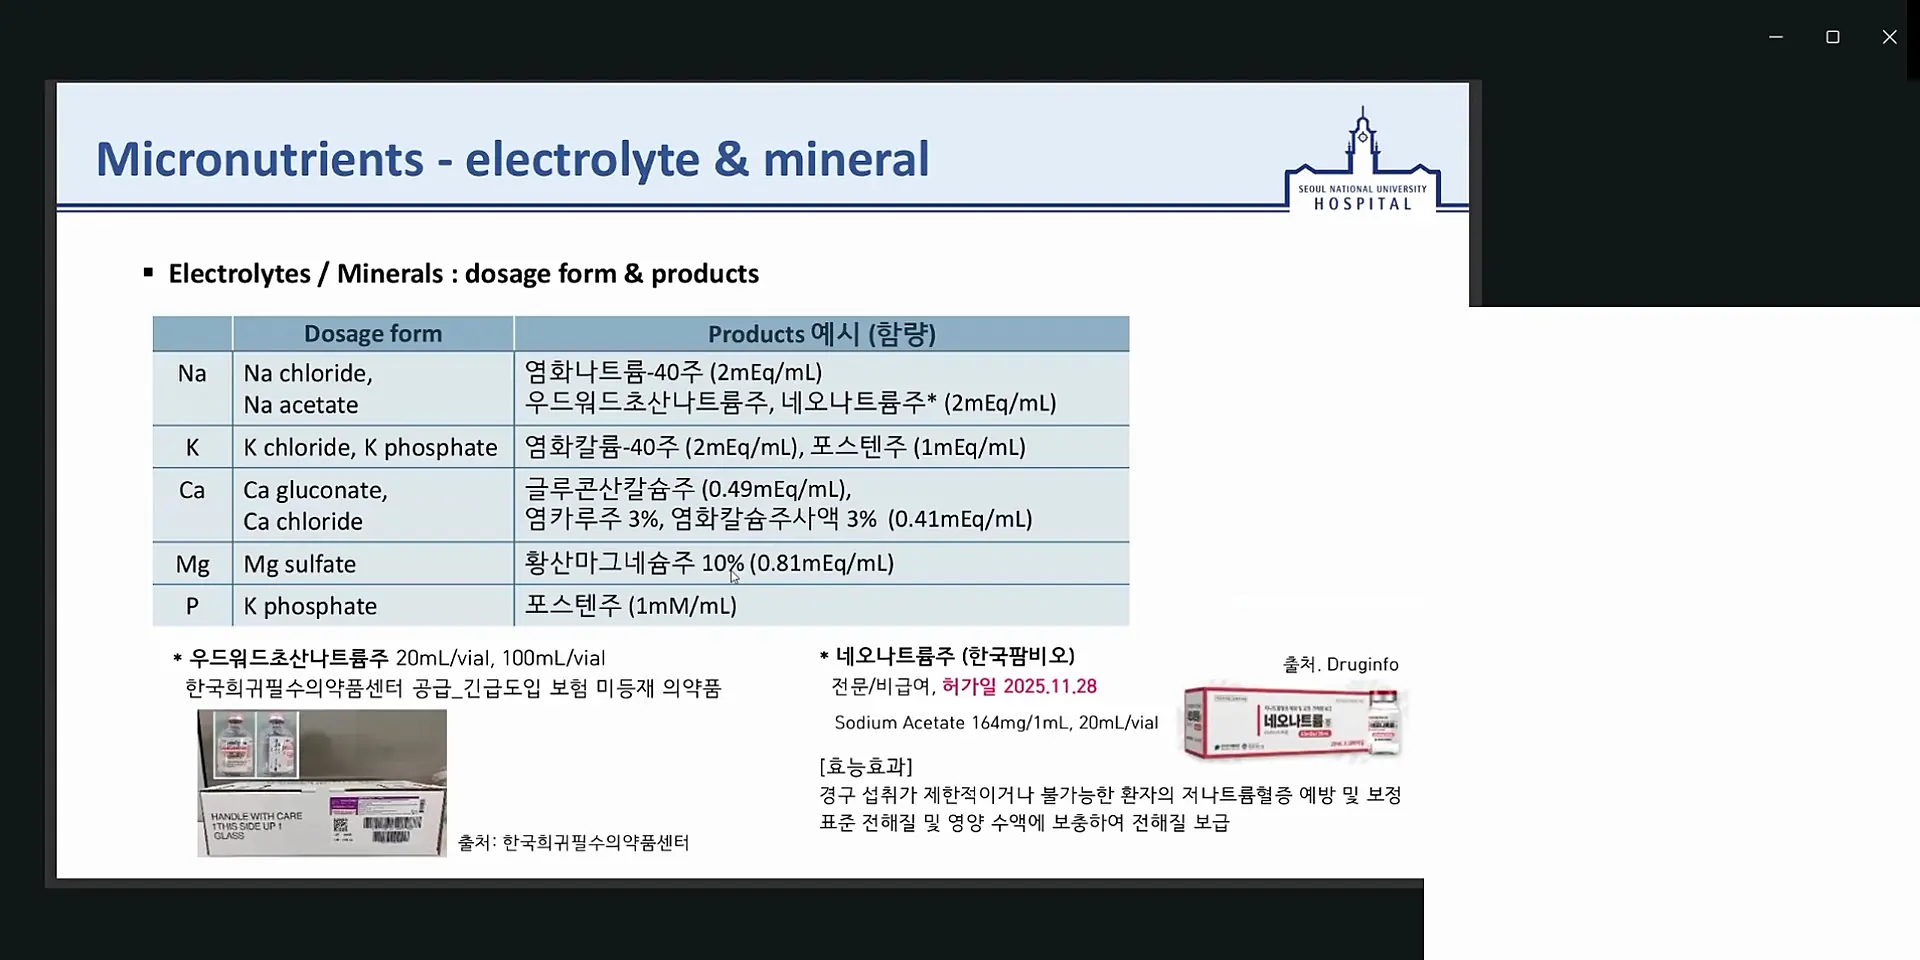 Micronutrients - electrolyte & mineral
SEOUL NATIONAL UNIVERSITY
HOSPITAL
▪ Electrolytes / Minerals : dosage form & products
Dosage form
Products 예시 (함량)
Na
Na chloride,
Na acetate
염화나트륨-40주 (2mEq/mL)
우드워드초산나트륨주, 네오나트륨주* (2mEq/mL)
K
K chloride, K phosphate
염화칼륨-40주 (2mEq/mL), 포스텐주 (1mEq/mL)
Ca
Ca gluconate,
Ca chloride
글루콘산칼슘주 (0.49mEq/mL),
염카루주 3%, 염화칼슘주사액 3% (0.41mEq/mL)
Mg
Mg sulfate
황산마그네슘주 10% (0.81mEq/mL)
P
K phosphate
포스텐주 (1mM/mL)
* 우드워드초산나트륨주 20mL/vial, 100mL/vial
한국희귀필수의약품센터 공급_긴급도입 보험 미등재 의약품
HANDLE WITH CARE
1THIS SIDE UP 1
GLASS
출처: 한국희귀필수의약품센터
* 네오나트륨주 (한국팜비오)
전문/비급여, 허가일 2025.11.28
Sodium Acetate 164mg/1mL, 20mL/vial
출처. Druginfo
네오나트륨주
[효능효과]
경구 섭취가 제한적이거나 불가능한 환자의 저나트륨혈증 예방 및 보정
표준 전해질 및 영양 수액에 보충하여 전해질 보급